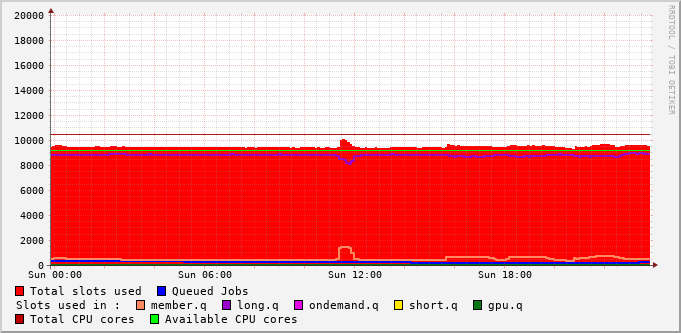 20000
18000
16000
14000
12000
10000
8000
6000
4000
2000
0
Sun 00:00 Sun 06:00 Sun 12:00 Sun 18:00
Total slots used Queued Jobs
Slots used in : member.q long.q ondemand.q short.q gpu.q
Total CPU cores Available CPU cores
RRDTOOL / TOBI OETIKER